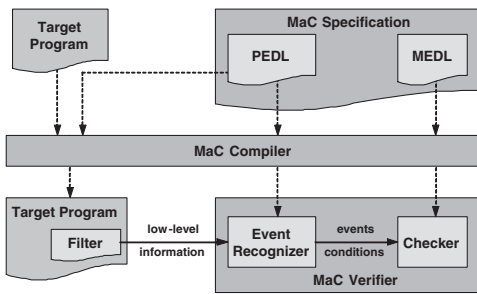 Target
Program
MaC Specification
PEDL
MEDL
MaC Compiler
Target Program
Filter
low-level
information
Event
Recognizer
events
conditions
Checker
MaC Verifier